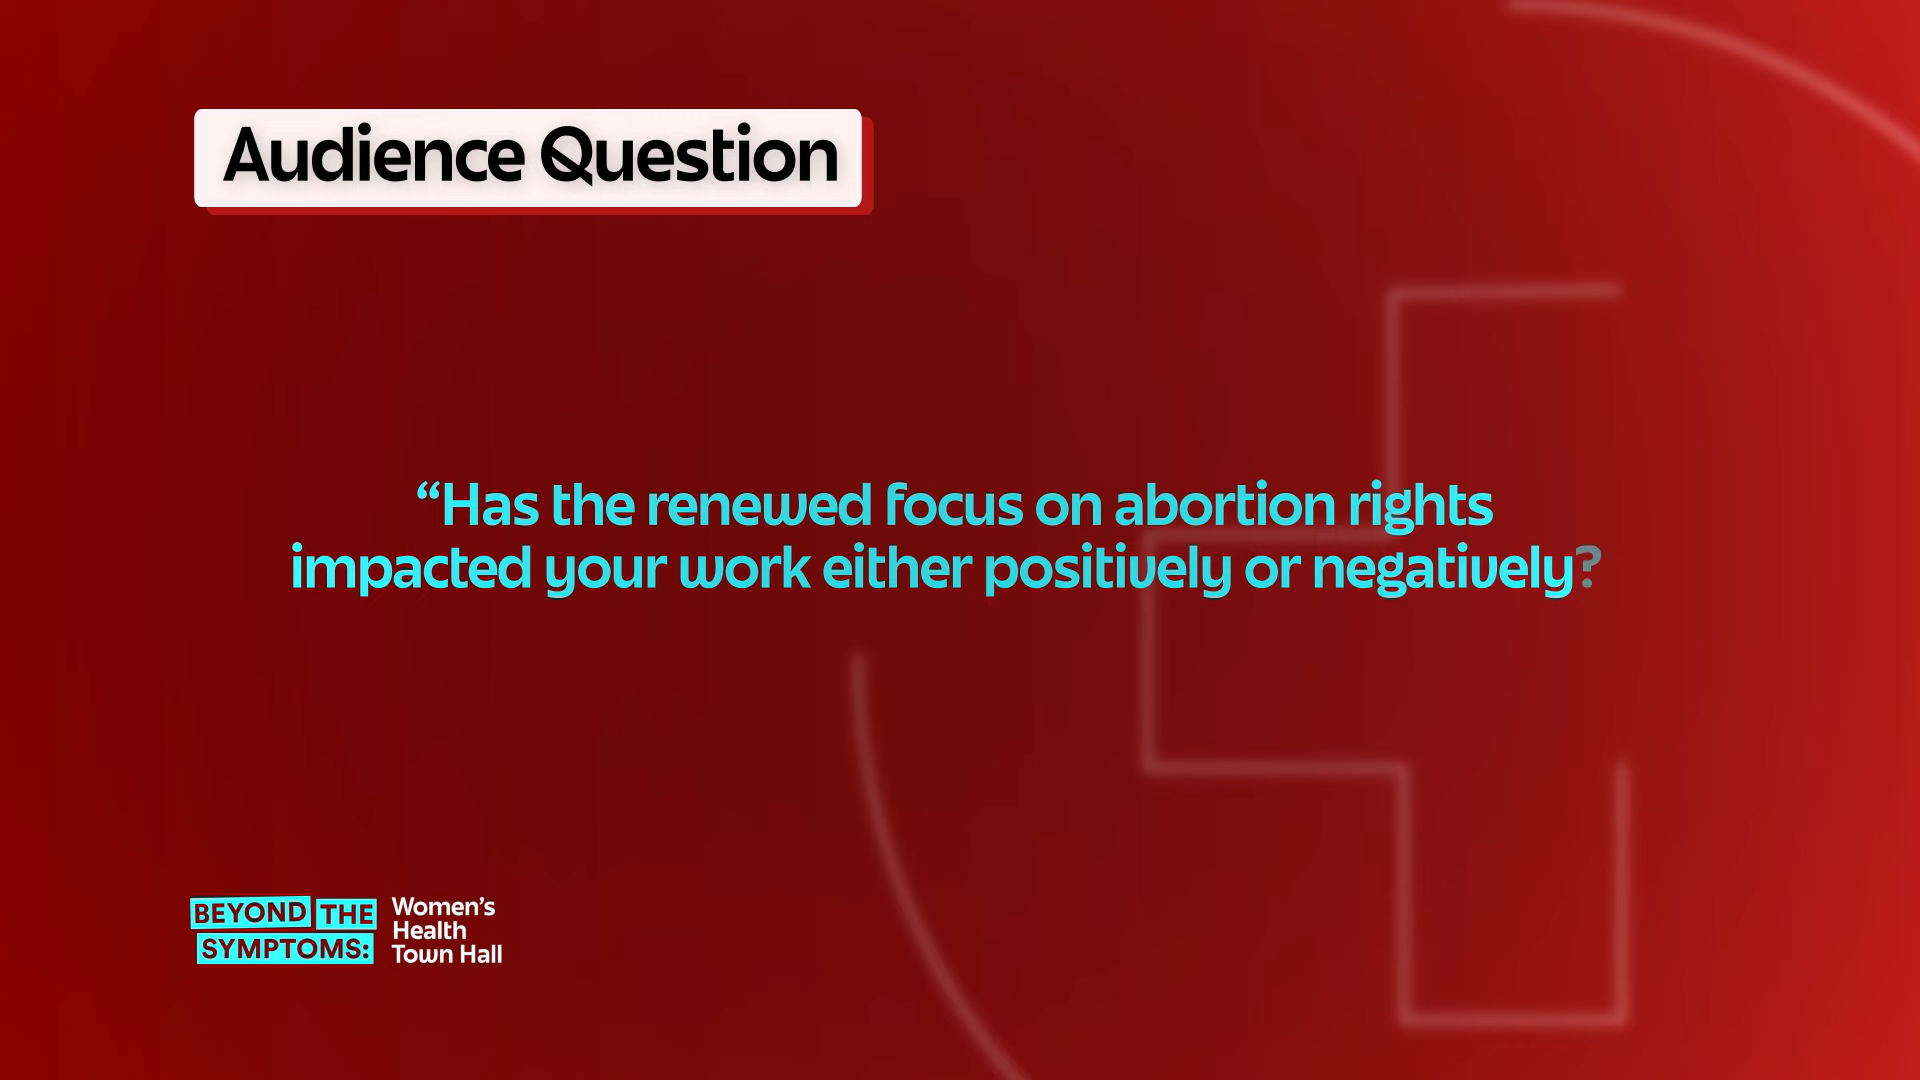 Audience Question
“Has the renewed focus on abortion rights
impacted your work either positively or negatively?
BEYOND THE
SYMPTOMS:
Women’s
Health
Town Hall